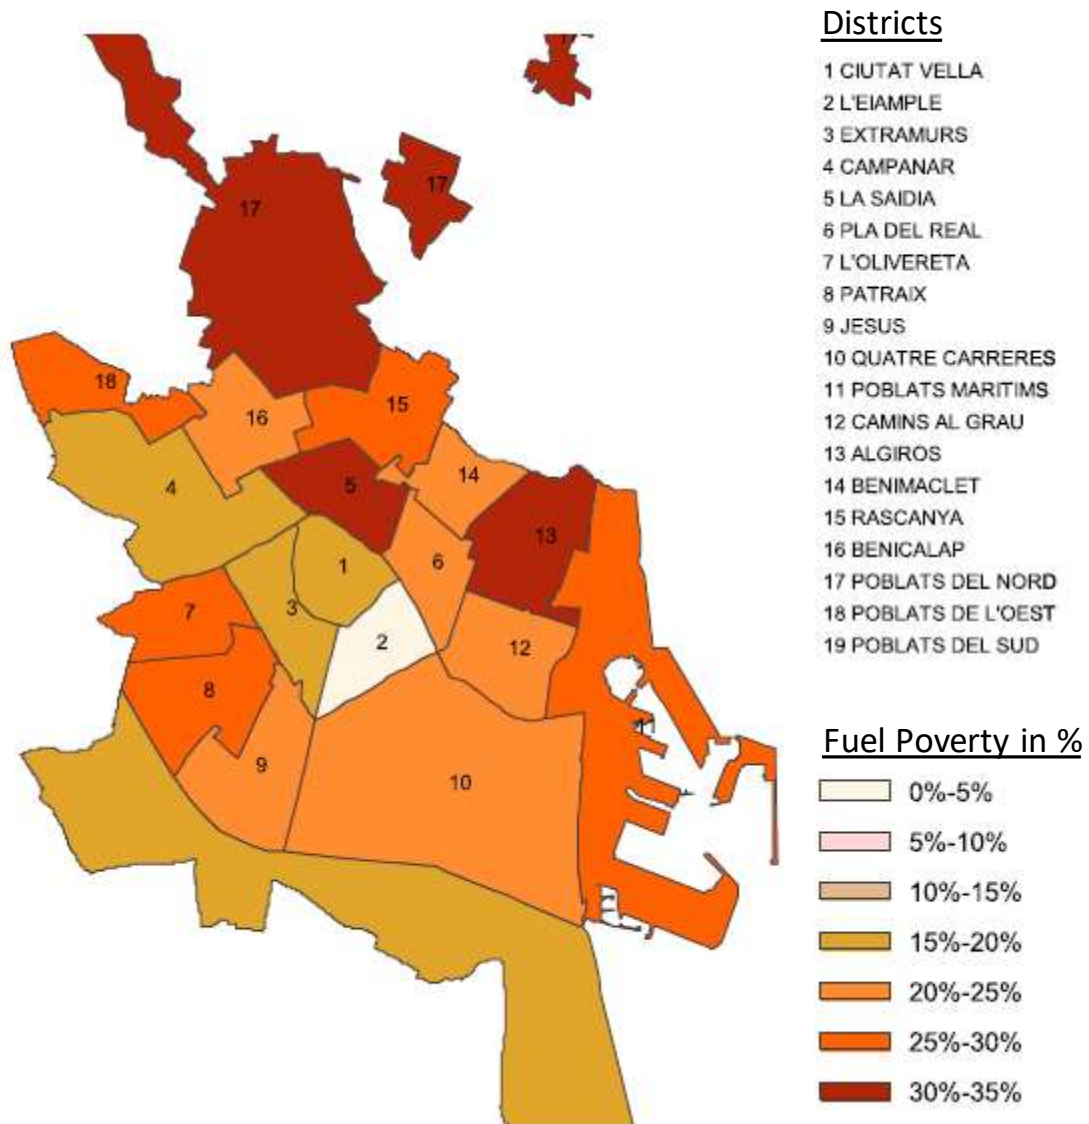 Districts
1 CIUTAT VELLA
2 L'EIAMPLE
3 EXTRAMURS
4 CAMPANAR
5 LA SAIDIA
6 PLA DEL REAL
7 L'OLIVERETA
8 PATRAIX
9 JESUS
10 QUATRE CARRERES
11 POBLATS MARITIMS
12 CAMINS AL GRAU
13 ALGIROS
14 BENIMACLET
15 RASCANYA
16 BENICALAP
17 POBLATS DEL NORD
18 POBLATS DE L'OEST
19 POBLATS DEL SUD
Fuel Poverty in %
0%-5%
5%-10%
10%-15%
15%-20%
20%-25%
25%-30%
30%-35%
17
17
18
15
16
14
5
4
13
6
1
3
7
12
2
8
11
9
10